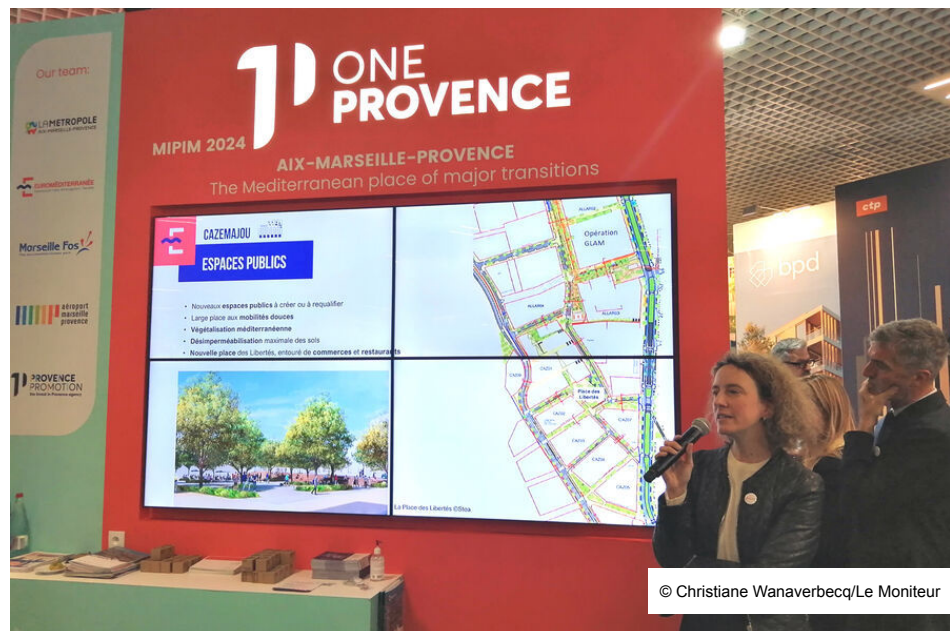 Our team:
LAMETROPOLE
AIX-MARSEILLE-PROVENCE
EUROMÉDITERRANÉE
Marseille Fos
aéroport
marseille
provence
PROVENCE
PROMOTION
ONE
PROVENCE
MIPIM 2024
AIX-MARSEILLE-PROVENCE
The Mediterranean place of major transitions
CAZEMAJOU
ESPACES PUBLICS
• Nouveaux espaces publics à créer ou à requalifier
• Large place aux mobilités douces
• Végétalisation méditerranéenne
• Désimperméabilisation maximale des sols
• Nouvelle place des Libertés, entouré de commerces et restaurants
Opération
GLAM
Place des
Libertés
La Place des Libertés ©Stoa
bpd
ctp
© Christiane Wanaverbecq/Le Moniteur